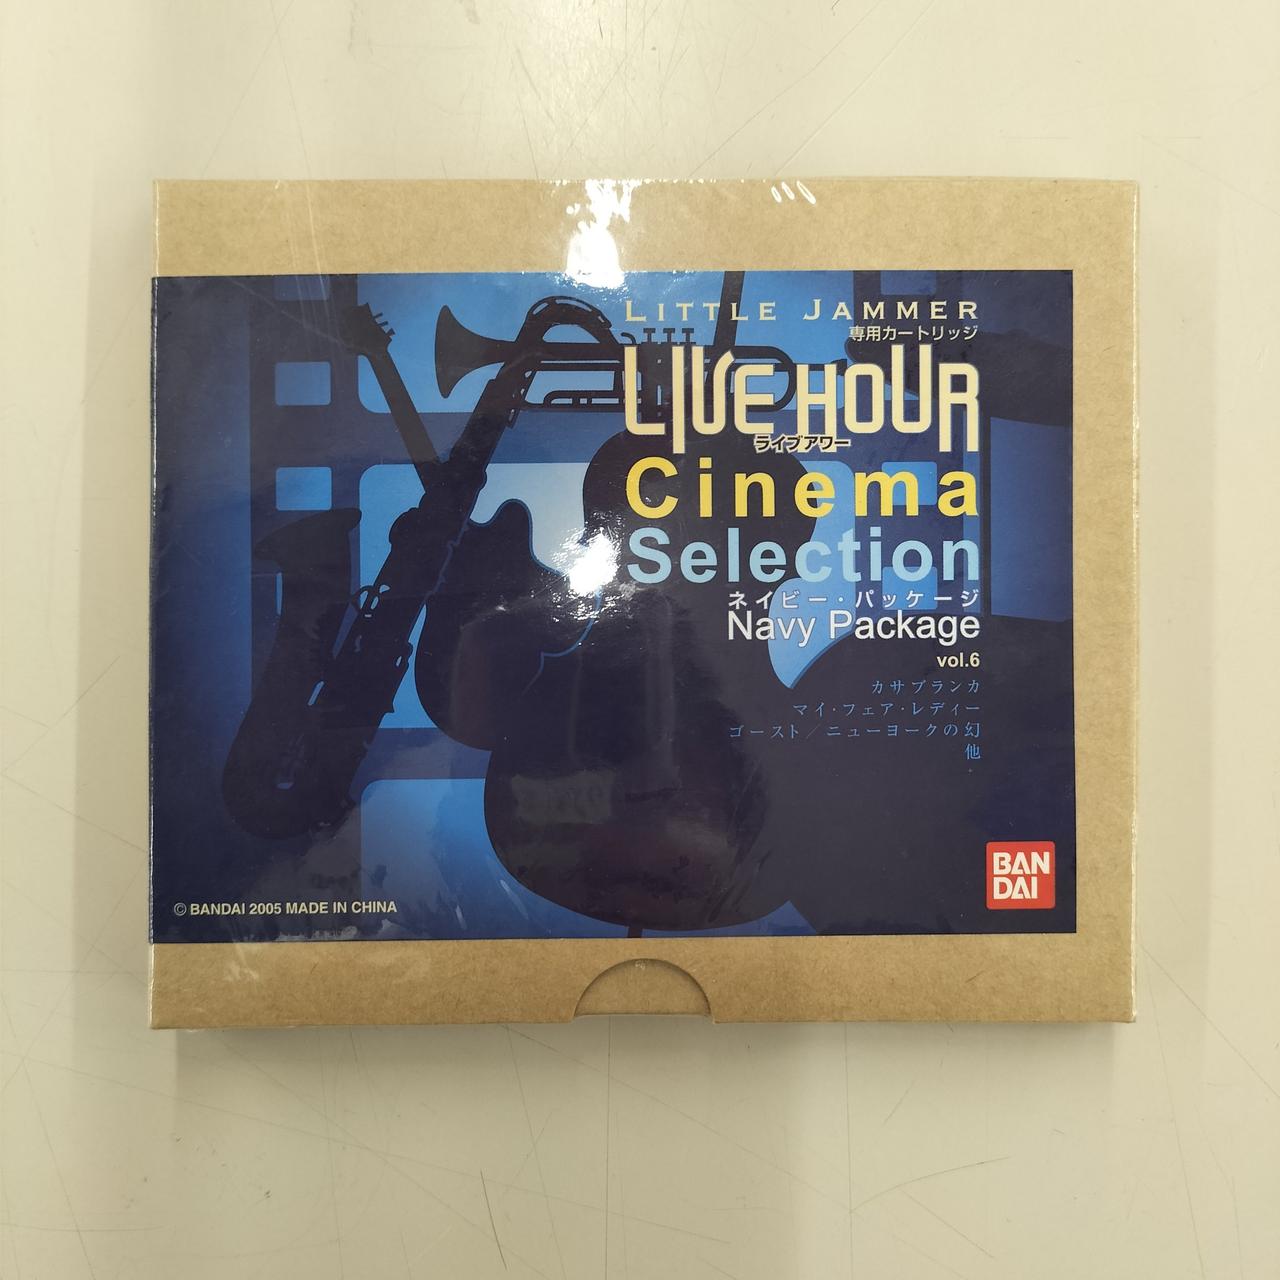 LITTLE JAMMER
専用カートリッジ
LIVE HOUR
ライブアワー
Cinema
Selection
ネイビー・パッケージ
Navy Package
vol.6
カサブランカ
マイ・フェア・レディー
ゴースト／ニューヨークの幻
他
BAN
DAI
© BANDAI 2005 MADE IN CHINA